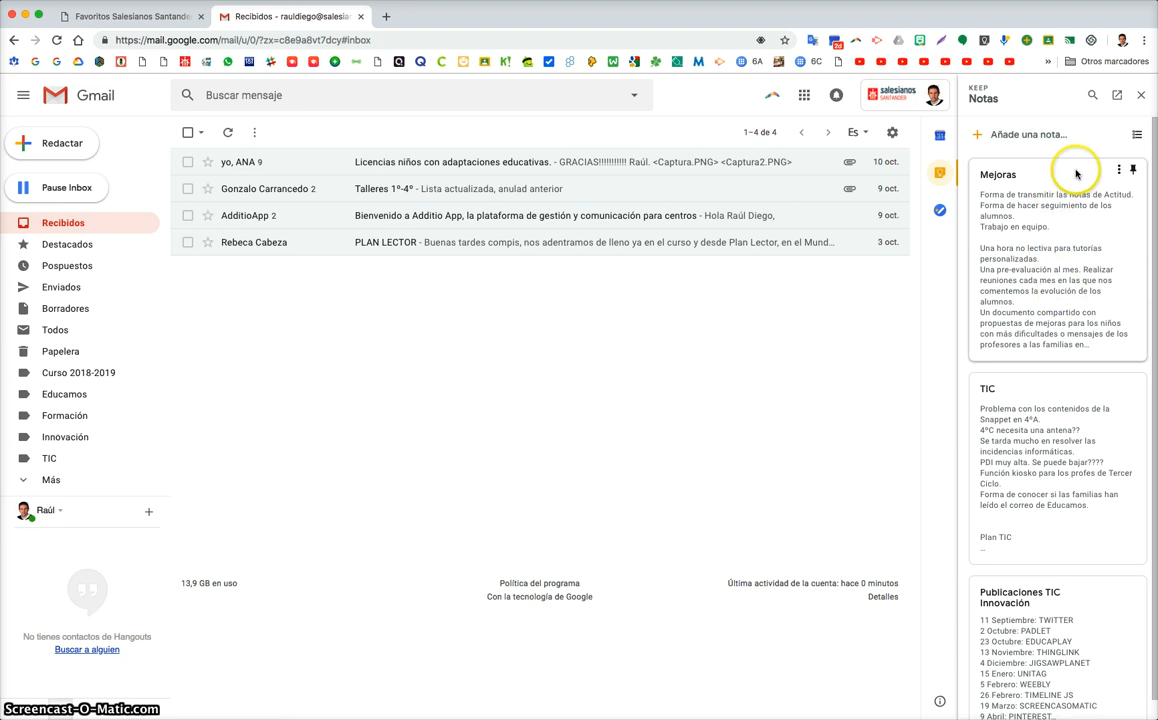 Favoritos Salesianos Santander
Recibidos - rauldiego@salesian
https://mail.google.com/mail/u/0/?zx=c8e9a8vt7dcy#inbox
6A
6C
Otros marcadores
Gmail
Buscar mensaje
salesianos
SANTANDER
KEEP
Notas
Redactar
1–4 de 4
Es
Añade una nota...
Pause Inbox
Recibidos
Destacados
Pospuestos
Enviados
Borradores
Todos
Papelera
Curso 2018-2019
Educamos
Formación
Innovación
TIC
Más
Raúl
No tienes contactos de Hangouts
Buscar a alguien
yo, ANA 9 Licencias niños con adaptaciones educativas. - GRACIAS!!!!!!!!!!! Raúl. <Captura.PNG> <Captura2.PNG> 10 oct.
Gonzalo Carrancedo 2 Talleres 1º-4º - Lista actualizada, anulad anterior 9 oct.
AdditioApp 2 Bienvenido a Additio App, la plataforma de gestión y comunicación para centros - Hola Raúl Diego, 9 oct.
Rebeca Cabeza PLAN LECTOR - Buenas tardes compis, nos adentramos de lleno ya en el curso y desde Plan Lector, en el Mund... 3 oct.
13,9 GB en uso
Política del programa
Con la tecnología de Google
Última actividad de la cuenta: hace 0 minutos
Detalles
Mejoras
Forma de transmitir las notas de Actitud.
Forma de hacer seguimiento de los
alumnos.
Trabajo en equipo.
Una hora no lectiva para tutorías
personalizadas.
Una pre-evaluación al mes. Realizar
reuniones cada mes en las que nos
comentemos la evolución de los
alumnos.
Un documento compartido con
propuestas de mejoras para los niños
con más dificultades o mensajes de los
profesores a las familias en...
TIC
Problema con los contenidos de la
Snappet en 4ºA.
4ºC necesita una antena??
Se tarda mucho en resolver las
incidencias informáticas.
PDI muy alta. Se puede bajar????
Función kiosko para los profes de Tercer
Ciclo.
Forma de conocer si las familias han
leído el correo de Educamos.
Plan TIC
...
Publicaciones TIC
Innovación
11 Septiembre: TWITTER
2 Octubre: PADLET
23 Octubre: EDUCAPLAY
13 Noviembre: THINGLINK
4 Diciembre: JIGSAWPLANET
15 Enero: UNITAG
5 Febrero: WEEBLY
26 Febrero: TIMELINE JS
19 Marzo: SCREENCASOMATIC
9 Abril: PINTEREST...
Screencast-O-Matic.com